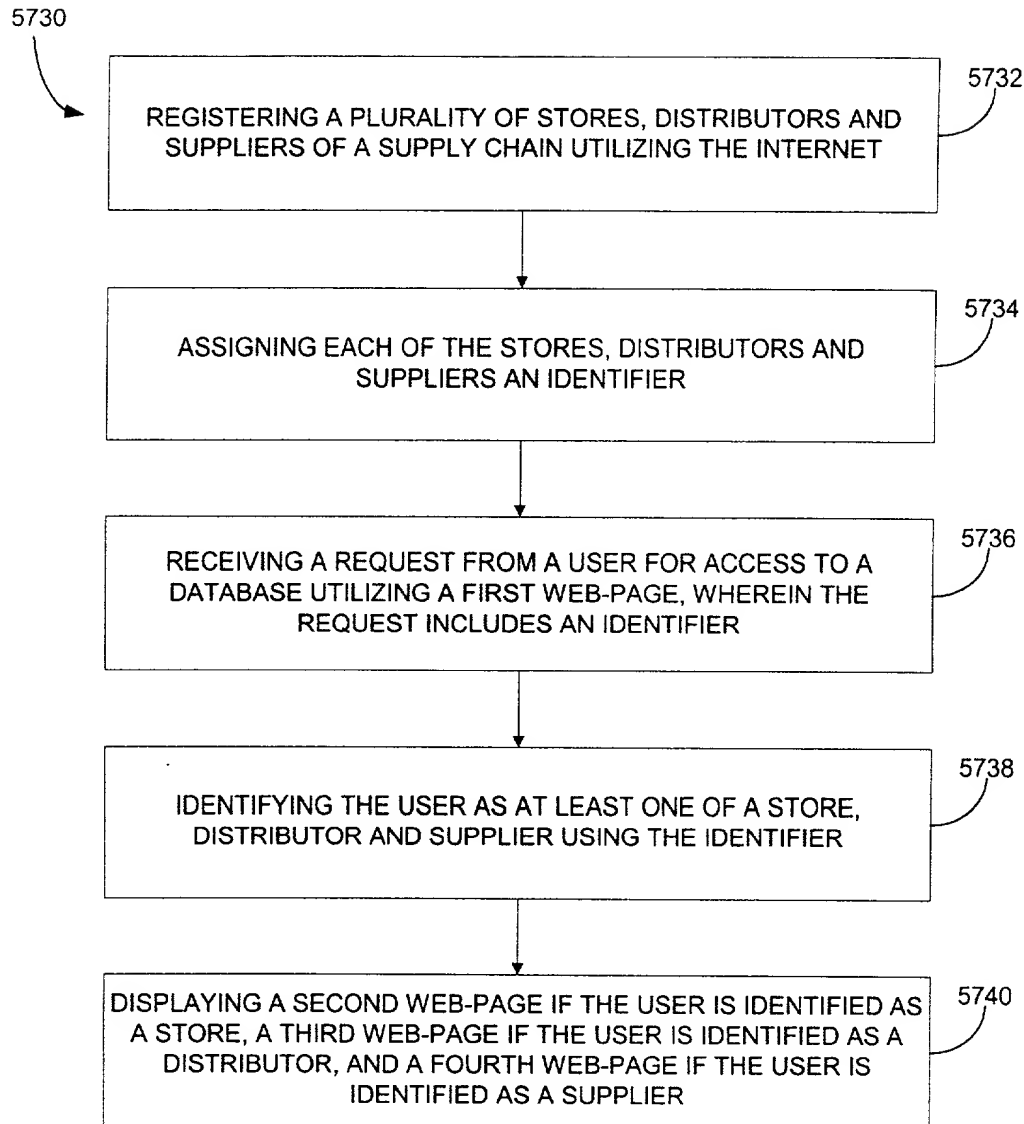 5730
5732
REGISTERING A PLURALITY OF STORES, DISTRIBUTORS AND
SUPPLIERS OF A SUPPLY CHAIN UTILIZING THE INTERNET
5734
ASSIGNING EACH OF THE STORES, DISTRIBUTORS AND
SUPPLIERS AN IDENTIFIER
5736
RECEIVING A REQUEST FROM A USER FOR ACCESS TO A
DATABASE UTILIZING A FIRST WEB-PAGE, WHEREIN THE
REQUEST INCLUDES AN IDENTIFIER
5738
IDENTIFYING THE USER AS AT LEAST ONE OF A STORE,
DISTRIBUTOR AND SUPPLIER USING THE IDENTIFIER
5740
DISPLAYING A SECOND WEB-PAGE IF THE USER IS IDENTIFIED AS
A STORE, A THIRD WEB-PAGE IF THE USER IS IDENTIFIED AS A
DISTRIBUTOR, AND A FOURTH WEB-PAGE IF THE USER IS
IDENTIFIED AS A SUPPLIER